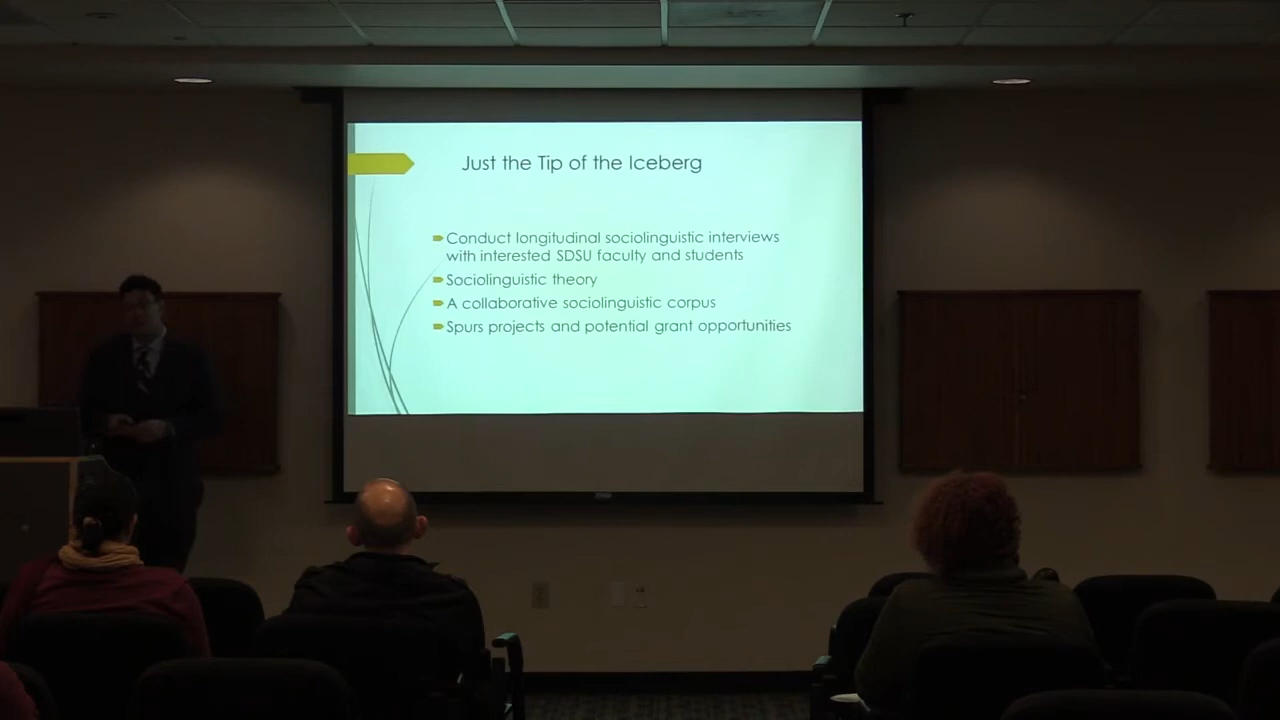 Just the Tip of the Iceberg
Conduct longitudinal sociolinguistic interviews
with interested SDSU faculty and students
Sociolinguistic theory
A collaborative sociolinguistic corpus
Spurs projects and potential grant opportunities